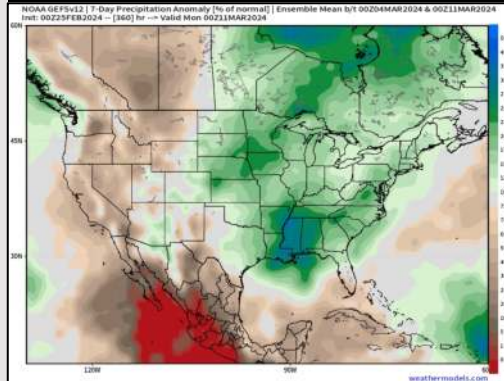 NOAA GEFSv12 | 7-Day Precipitation Anomaly [% of normal] | Ensemble Mean b/t 00Z04MAR2024 & 00Z11MAR2024
Init: 00Z25FEB2024 -- [360] hr --> Valid Mon 00Z11MAR2024
60N
45N
30N
120W
90W
weathermodels.com